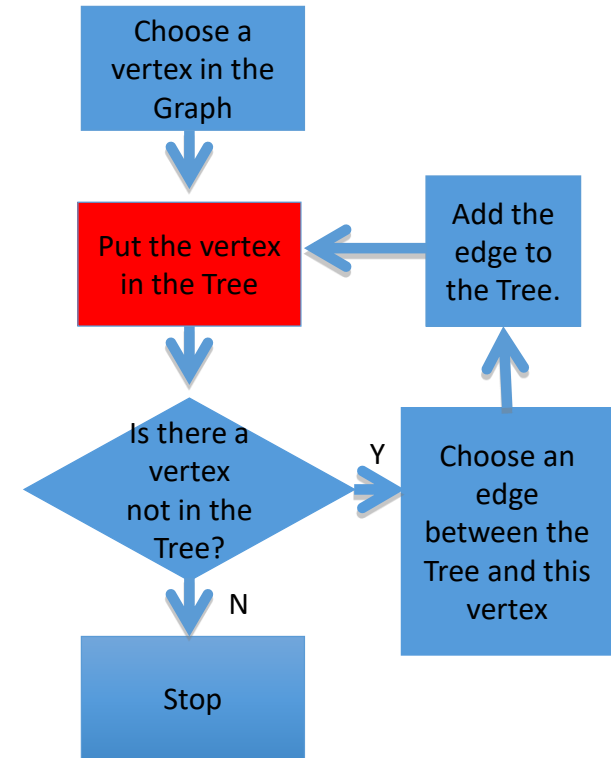 Choose a
vertex in the
Graph
Put the vertex
in the Tree
Add the
edge to
the Tree.
Is there a
vertex
not in the
Tree?
Y
Choose an
edge
between the
Tree and this
vertex
N
Stop